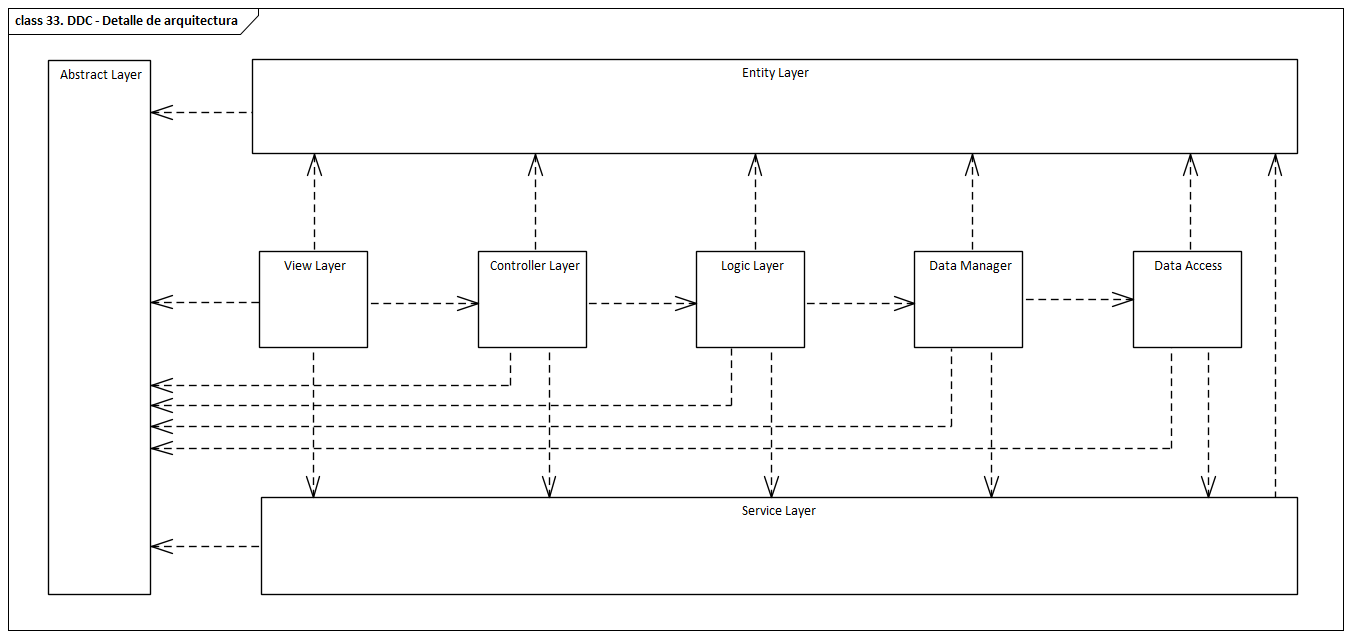 class 33. DDC - Detalle de arquitectura
Abstract Layer
Entity Layer
View Layer
Controller Layer
Logic Layer
Data Manager
Data Access
Service Layer